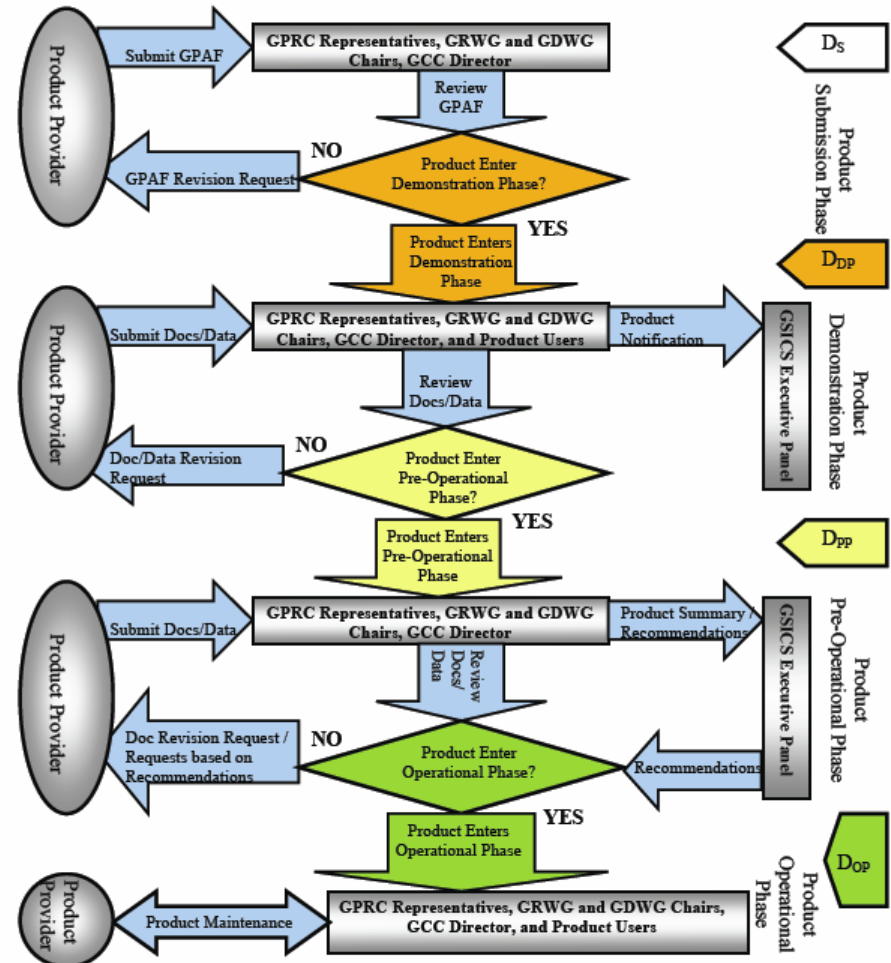 Product Provider
Submit GPAF
GPRC Representatives, GRWG and GDWG
Chairs, GCC Director
DS
Review
GPAF
Product
Submission Phase
NO
Product Enter
Demonstration Phase?
GPAF Revision Request
YES
Product Enters
Demonstration
Phase
DDP
Product Provider
Submit Docs/Data
GPRC Representatives, GRWG and GDWG
Chairs, GCC Director, and Product Users
Product
Notification
GSICS Executive Panel
Product
Demonstration Phase
Review
Docs/Data
NO
Doc/Data Revision
Request
Product Enter
Pre-Operational
Phase?
YES
Product Enters
Pre-Operational
Phase
DPP
Product Provider
Submit Docs/Data
GPRC Representatives, GRWG and GDWG
Chairs, GCC Director
Product Summary /
Recommendations
GSICS Executive Panel
Product
Pre-Operational Phase
Review
Docs/
Data
NO
Doc Revision Request /
Requests based on
Recommendations
Product Enter
Operational Phase?
Recommendations
YES
Product Enters
Operational Phase
DOP
Product
Provider
Product Maintenance
GPRC Representatives, GRWG and GDWG Chairs,
GCC Director, and Product Users
Product
Operational
Phase